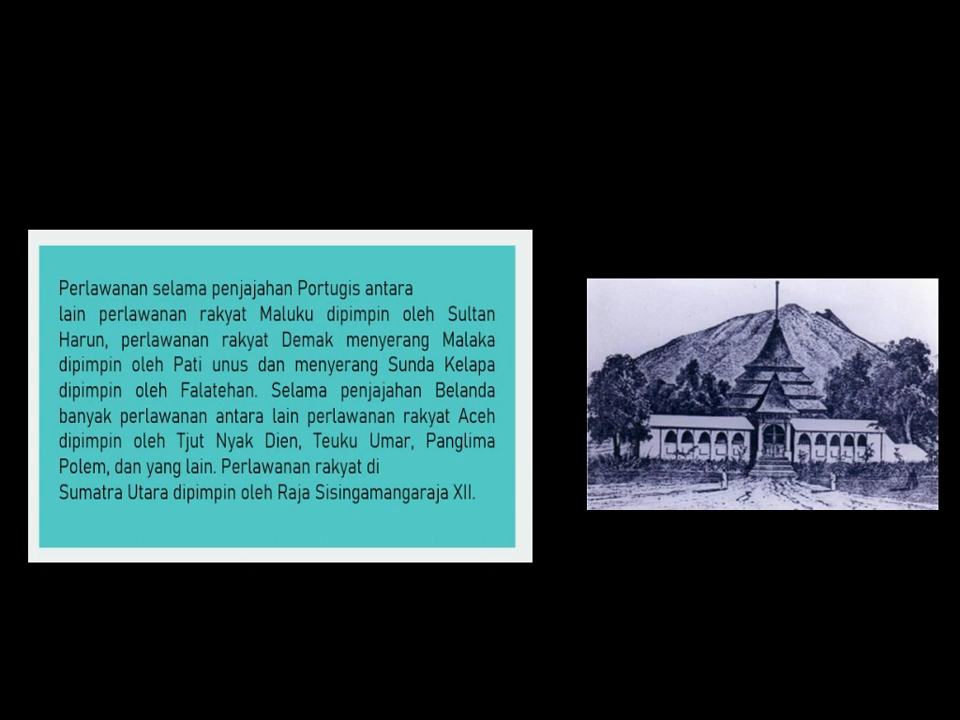 Perlawanan selama penjajahan Portugis antara
lain perlawanan rakyat Maluku dipimpin oleh Sultan
Harun, perlawanan rakyat Demak menyerang Malaka
dipimpin oleh Pati unus dan menyerang Sunda Kelapa
dipimpin oleh Falatehan. Selama penjajahan Belanda
banyak perlawanan antara lain perlawanan rakyat Aceh
dipimpin oleh Tjut Nyak Dien, Teuku Umar, Panglima
Polem, dan yang lain. Perlawanan rakyat di
Sumatra Utara dipimpin oleh Raja Sisingamangaraja XII.